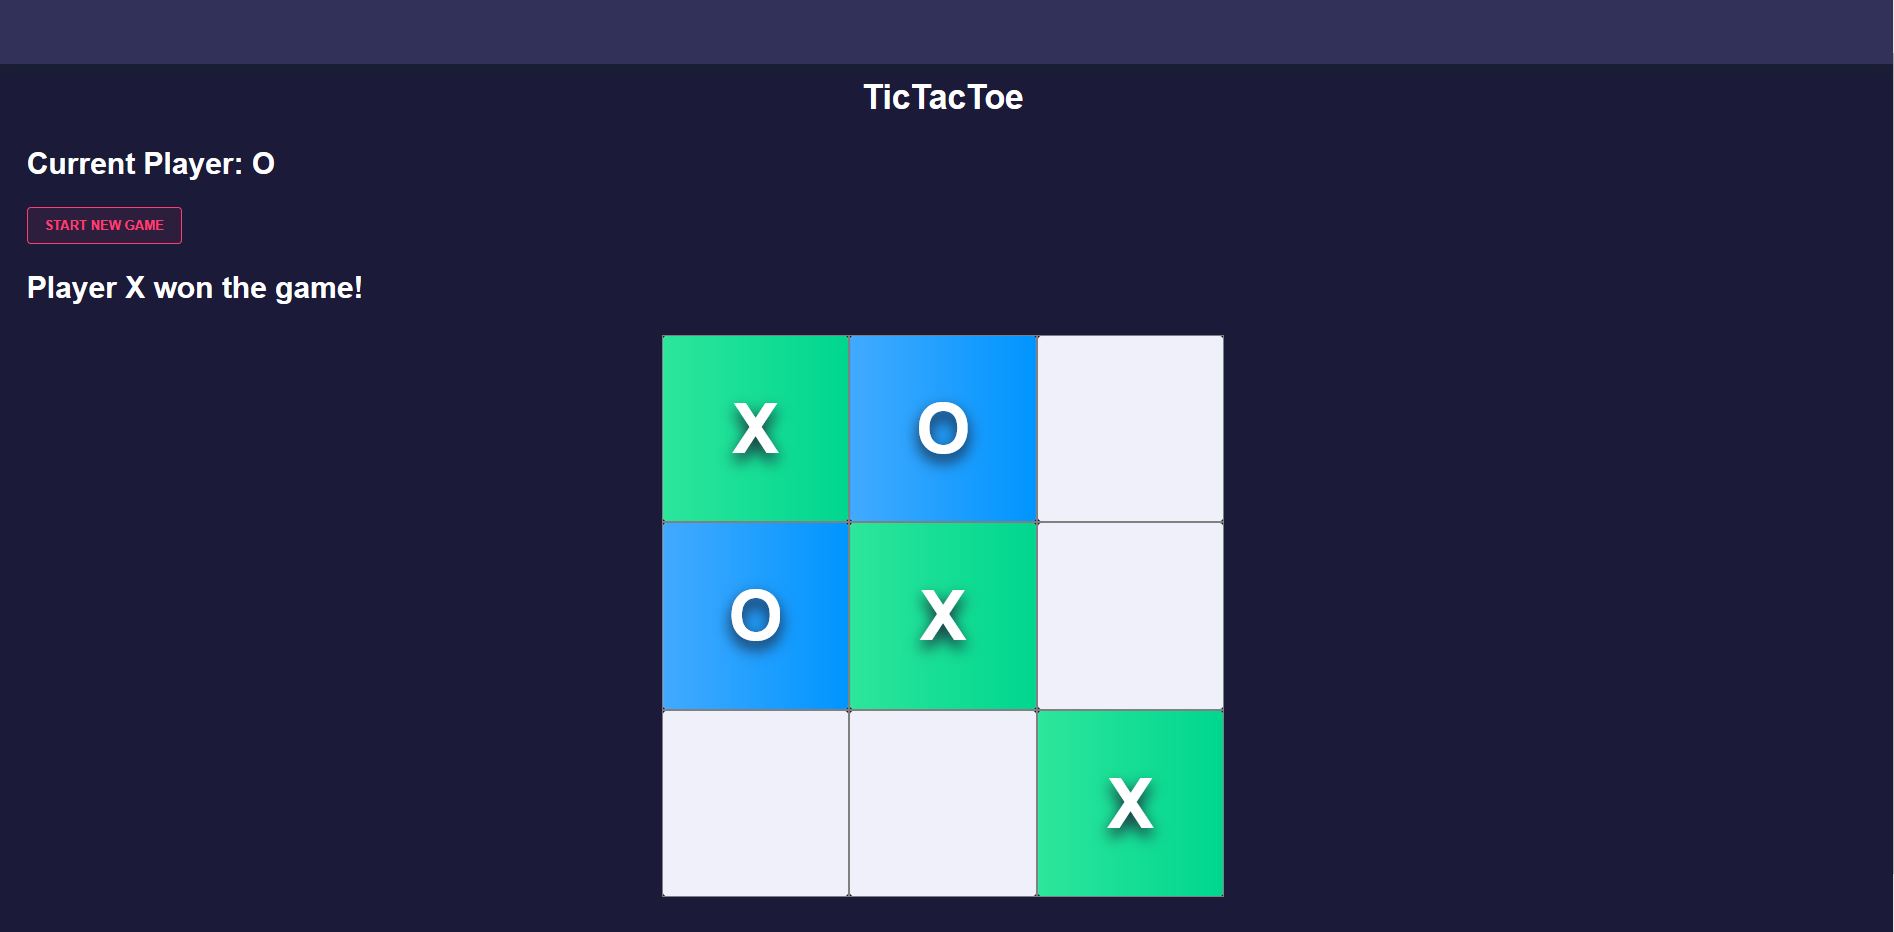 TicTacToe
Current Player: O
START NEW GAME
Player X won the game!
X O
O X
X